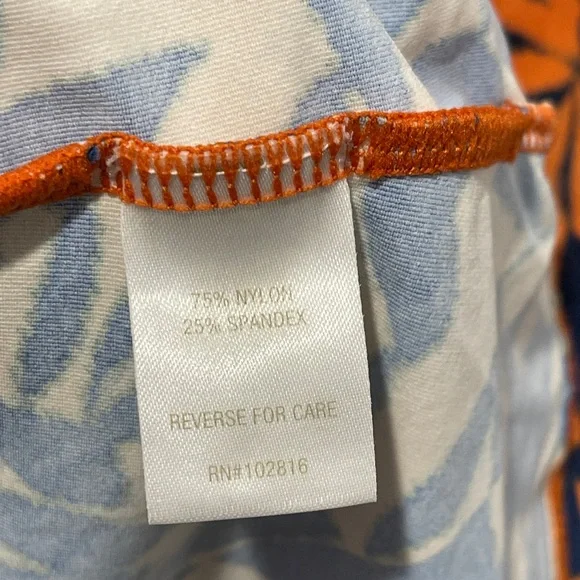 75% NYLON
25% SPANDEX
REVERSE FOR CARE
RN#102816